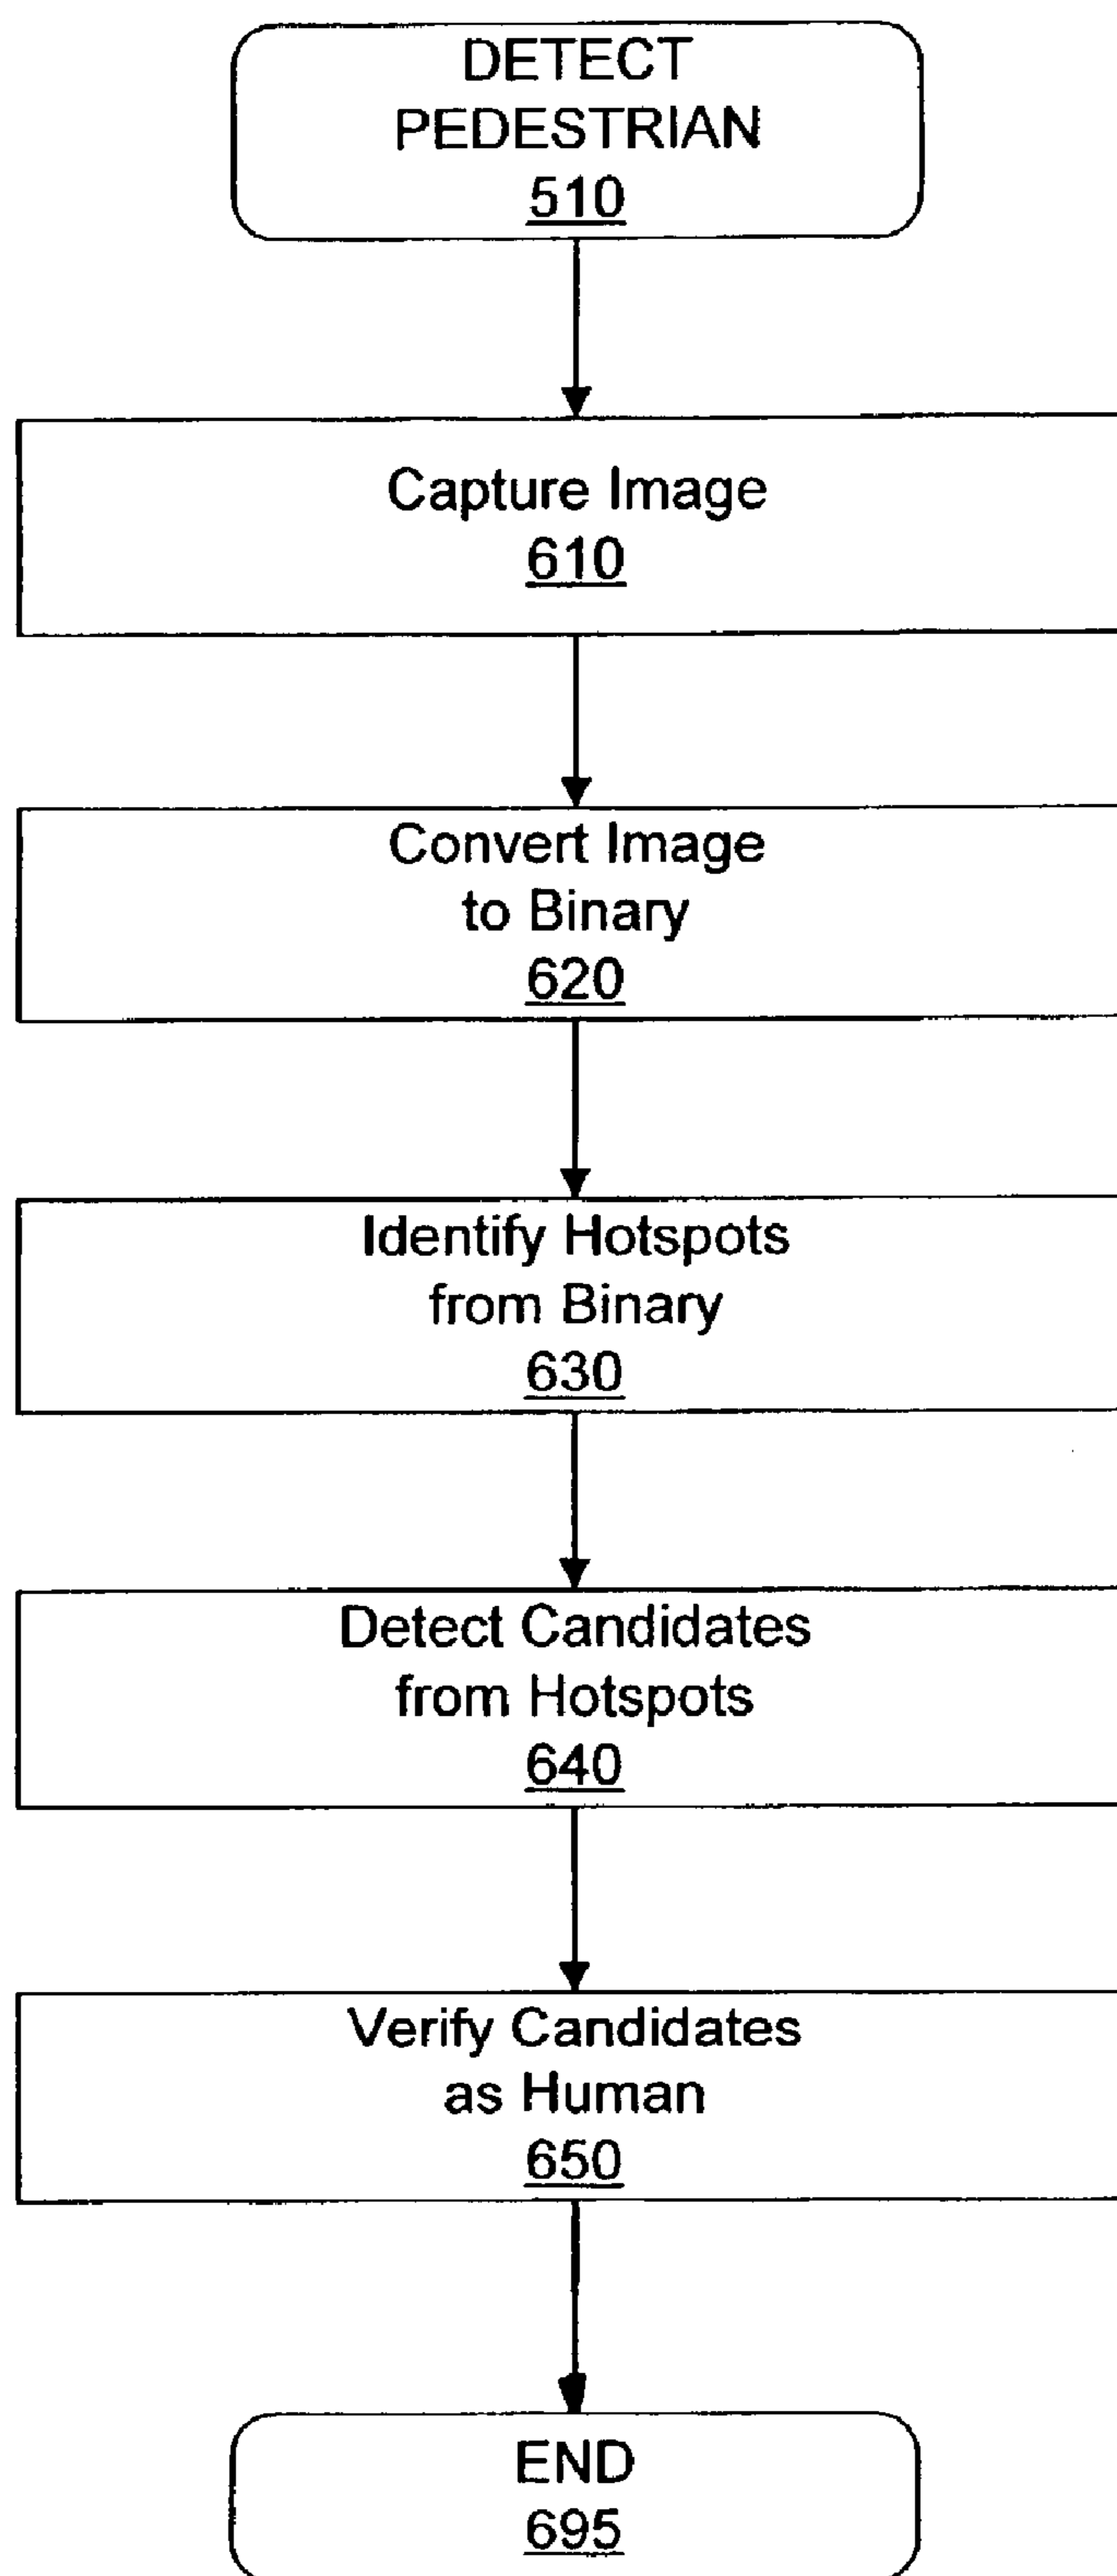 DETECT
PEDESTRIAN
510
Capture Image
610
Convert Image
to Binary
620
Identify Hotspots
from Binary
630
Detect Candidates
from Hotspots
640
Verify Candidates
as Human
650
END
695